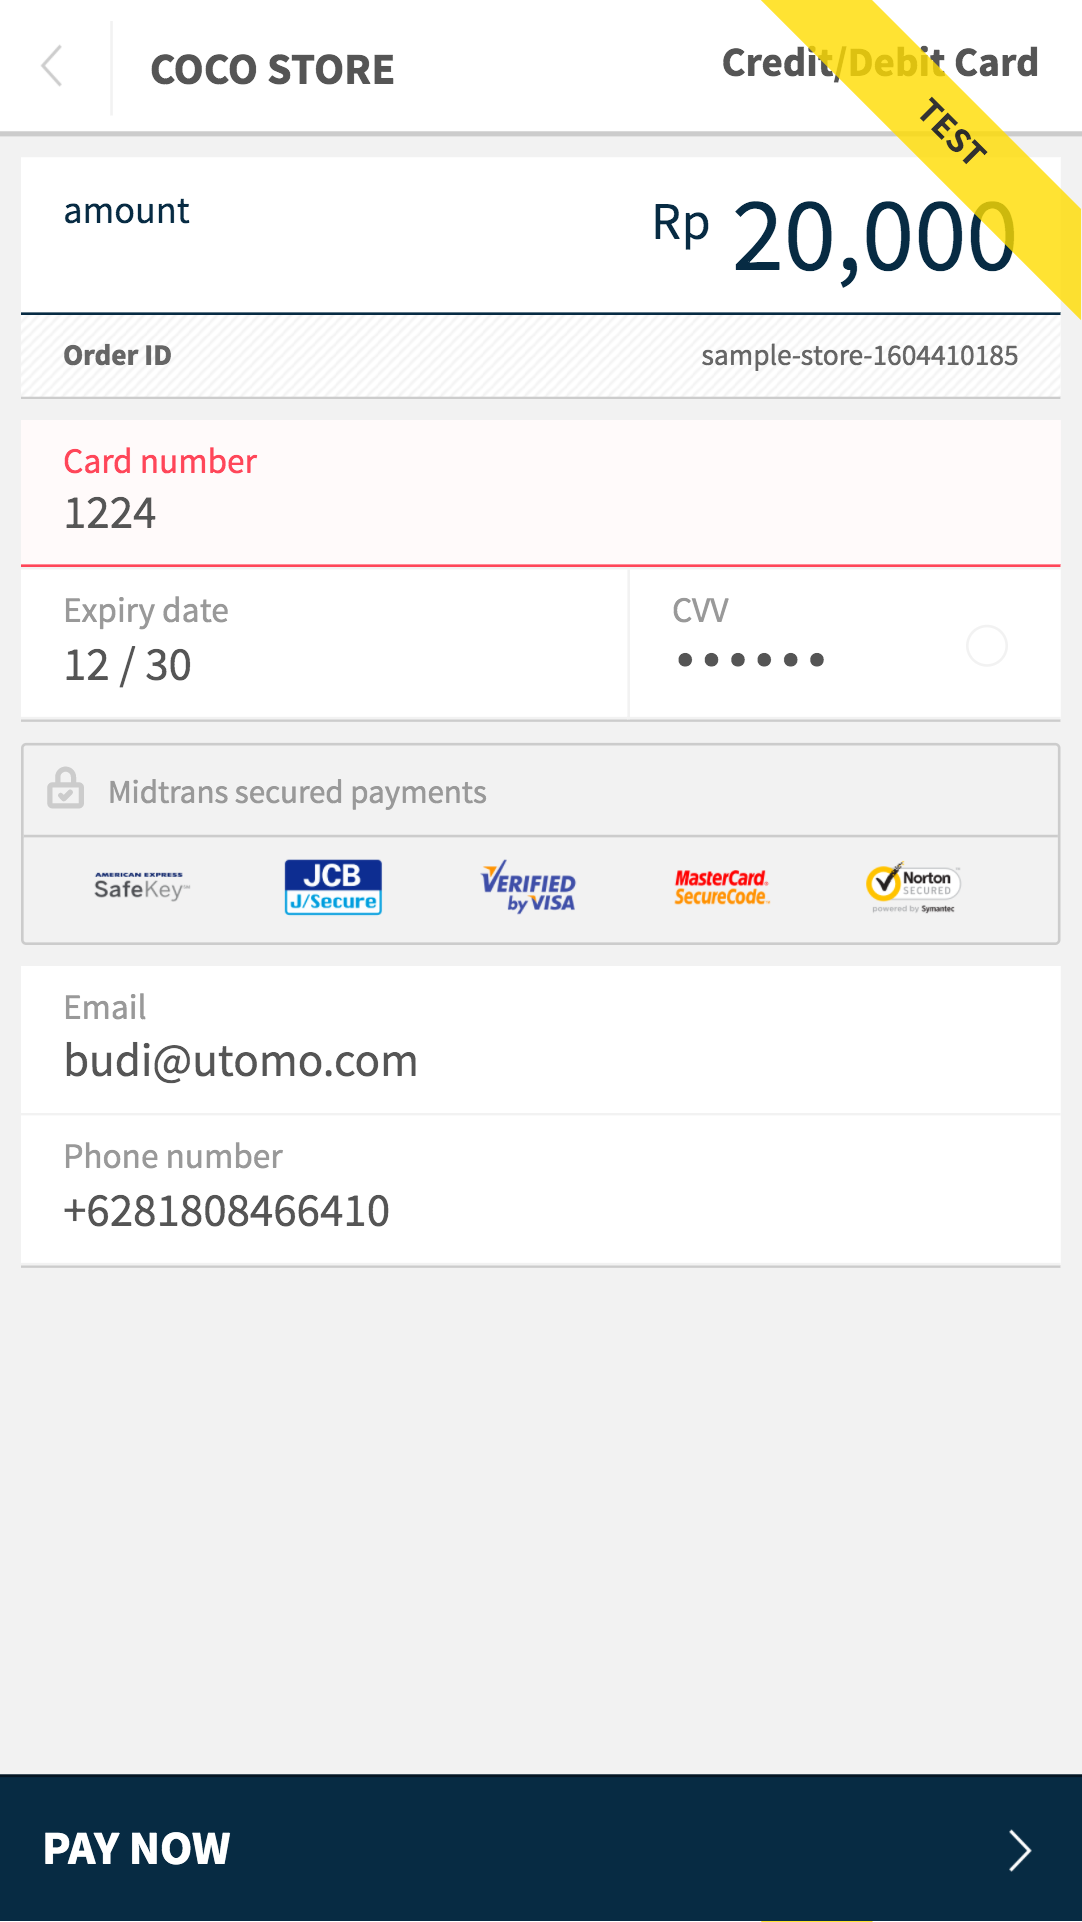 COCO STORE
Credit/Debit Card
TEST
amount
Rp 20,000
Order ID
sample-store-1604410185
Card number
1224
Expiry date
12 / 30
CVV
••••••
Midtrans secured payments
AMERICAN EXPRESS
SafeKey™
JCB
J/Secure
VERIFIED
by VISA
MasterCard.
SecureCode™
Norton
SECURED
powered by Symantec
Email
budi@utomo.com
Phone number
+6281808466410
PAY NOW